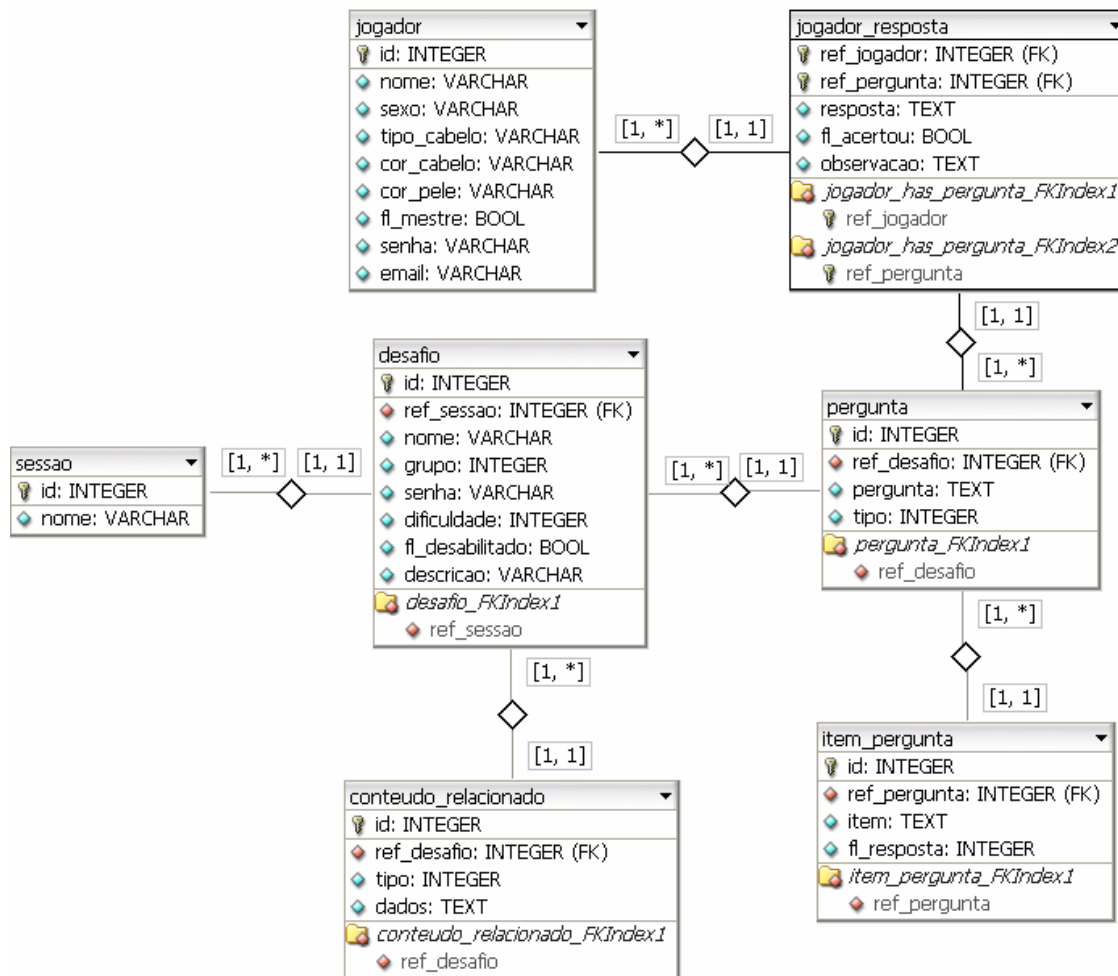 jogador
id: INTEGER
nome: VARCHAR
sexo: VARCHAR
tipo_cabelo: VARCHAR
cor_cabelo: VARCHAR
cor_pele: VARCHAR
fl_mestre: BOOL
senha: VARCHAR
email: VARCHAR
[1, *]
[1, 1]
jogador_resposta
ref_jogador: INTEGER (FK)
ref_pergunta: INTEGER (FK)
resposta: TEXT
fl_acertou: BOOL
observacao: TEXT
jogador_has_pergunta_FKIndex1
ref_jogador
jogador_has_pergunta_FKIndex2
ref_pergunta
[1, 1]
[1, *]
sessao
id: INTEGER
nome: VARCHAR
[1, *]
[1, 1]
desafio
id: INTEGER
ref_sessao: INTEGER (FK)
nome: VARCHAR
grupo: INTEGER
senha: VARCHAR
dificuldade: INTEGER
fl_desabilitado: BOOL
descricao: VARCHAR
desafio_FKIndex1
ref_sessao
[1, *]
[1, 1]
pergunta
id: INTEGER
ref_desafio: INTEGER (FK)
pergunta: TEXT
tipo: INTEGER
pergunta_FKIndex1
ref_desafio
[1, *]
[1, 1]
[1, *]
[1, 1]
conteudo_relacionado
id: INTEGER
ref_desafio: INTEGER (FK)
tipo: INTEGER
dados: TEXT
conteudo_relacionado_FKIndex1
ref_desafio
item_pergunta
id: INTEGER
ref_pergunta: INTEGER (FK)
item: TEXT
fl_resposta: INTEGER
item_pergunta_FKIndex1
ref_pergunta